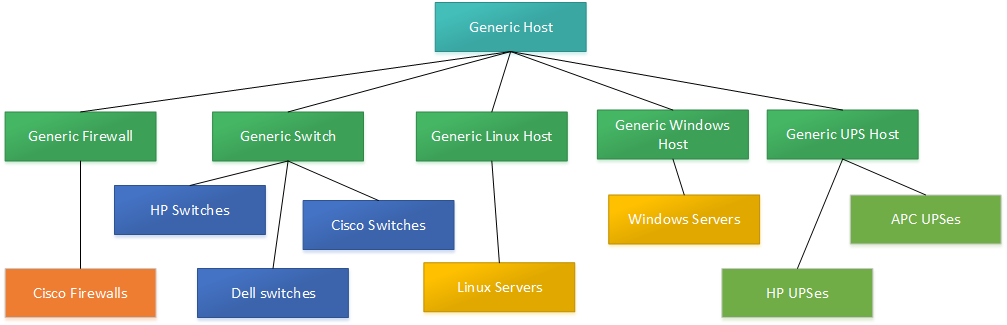 Generic Host
Generic Firewall
Generic Switch
Generic Linux Host
Generic Windows
Host
Generic UPS Host
HP Switches
Cisco Switches
Windows Servers
APC UPSes
Cisco Firewalls
Dell switches
Linux Servers
HP UPSes